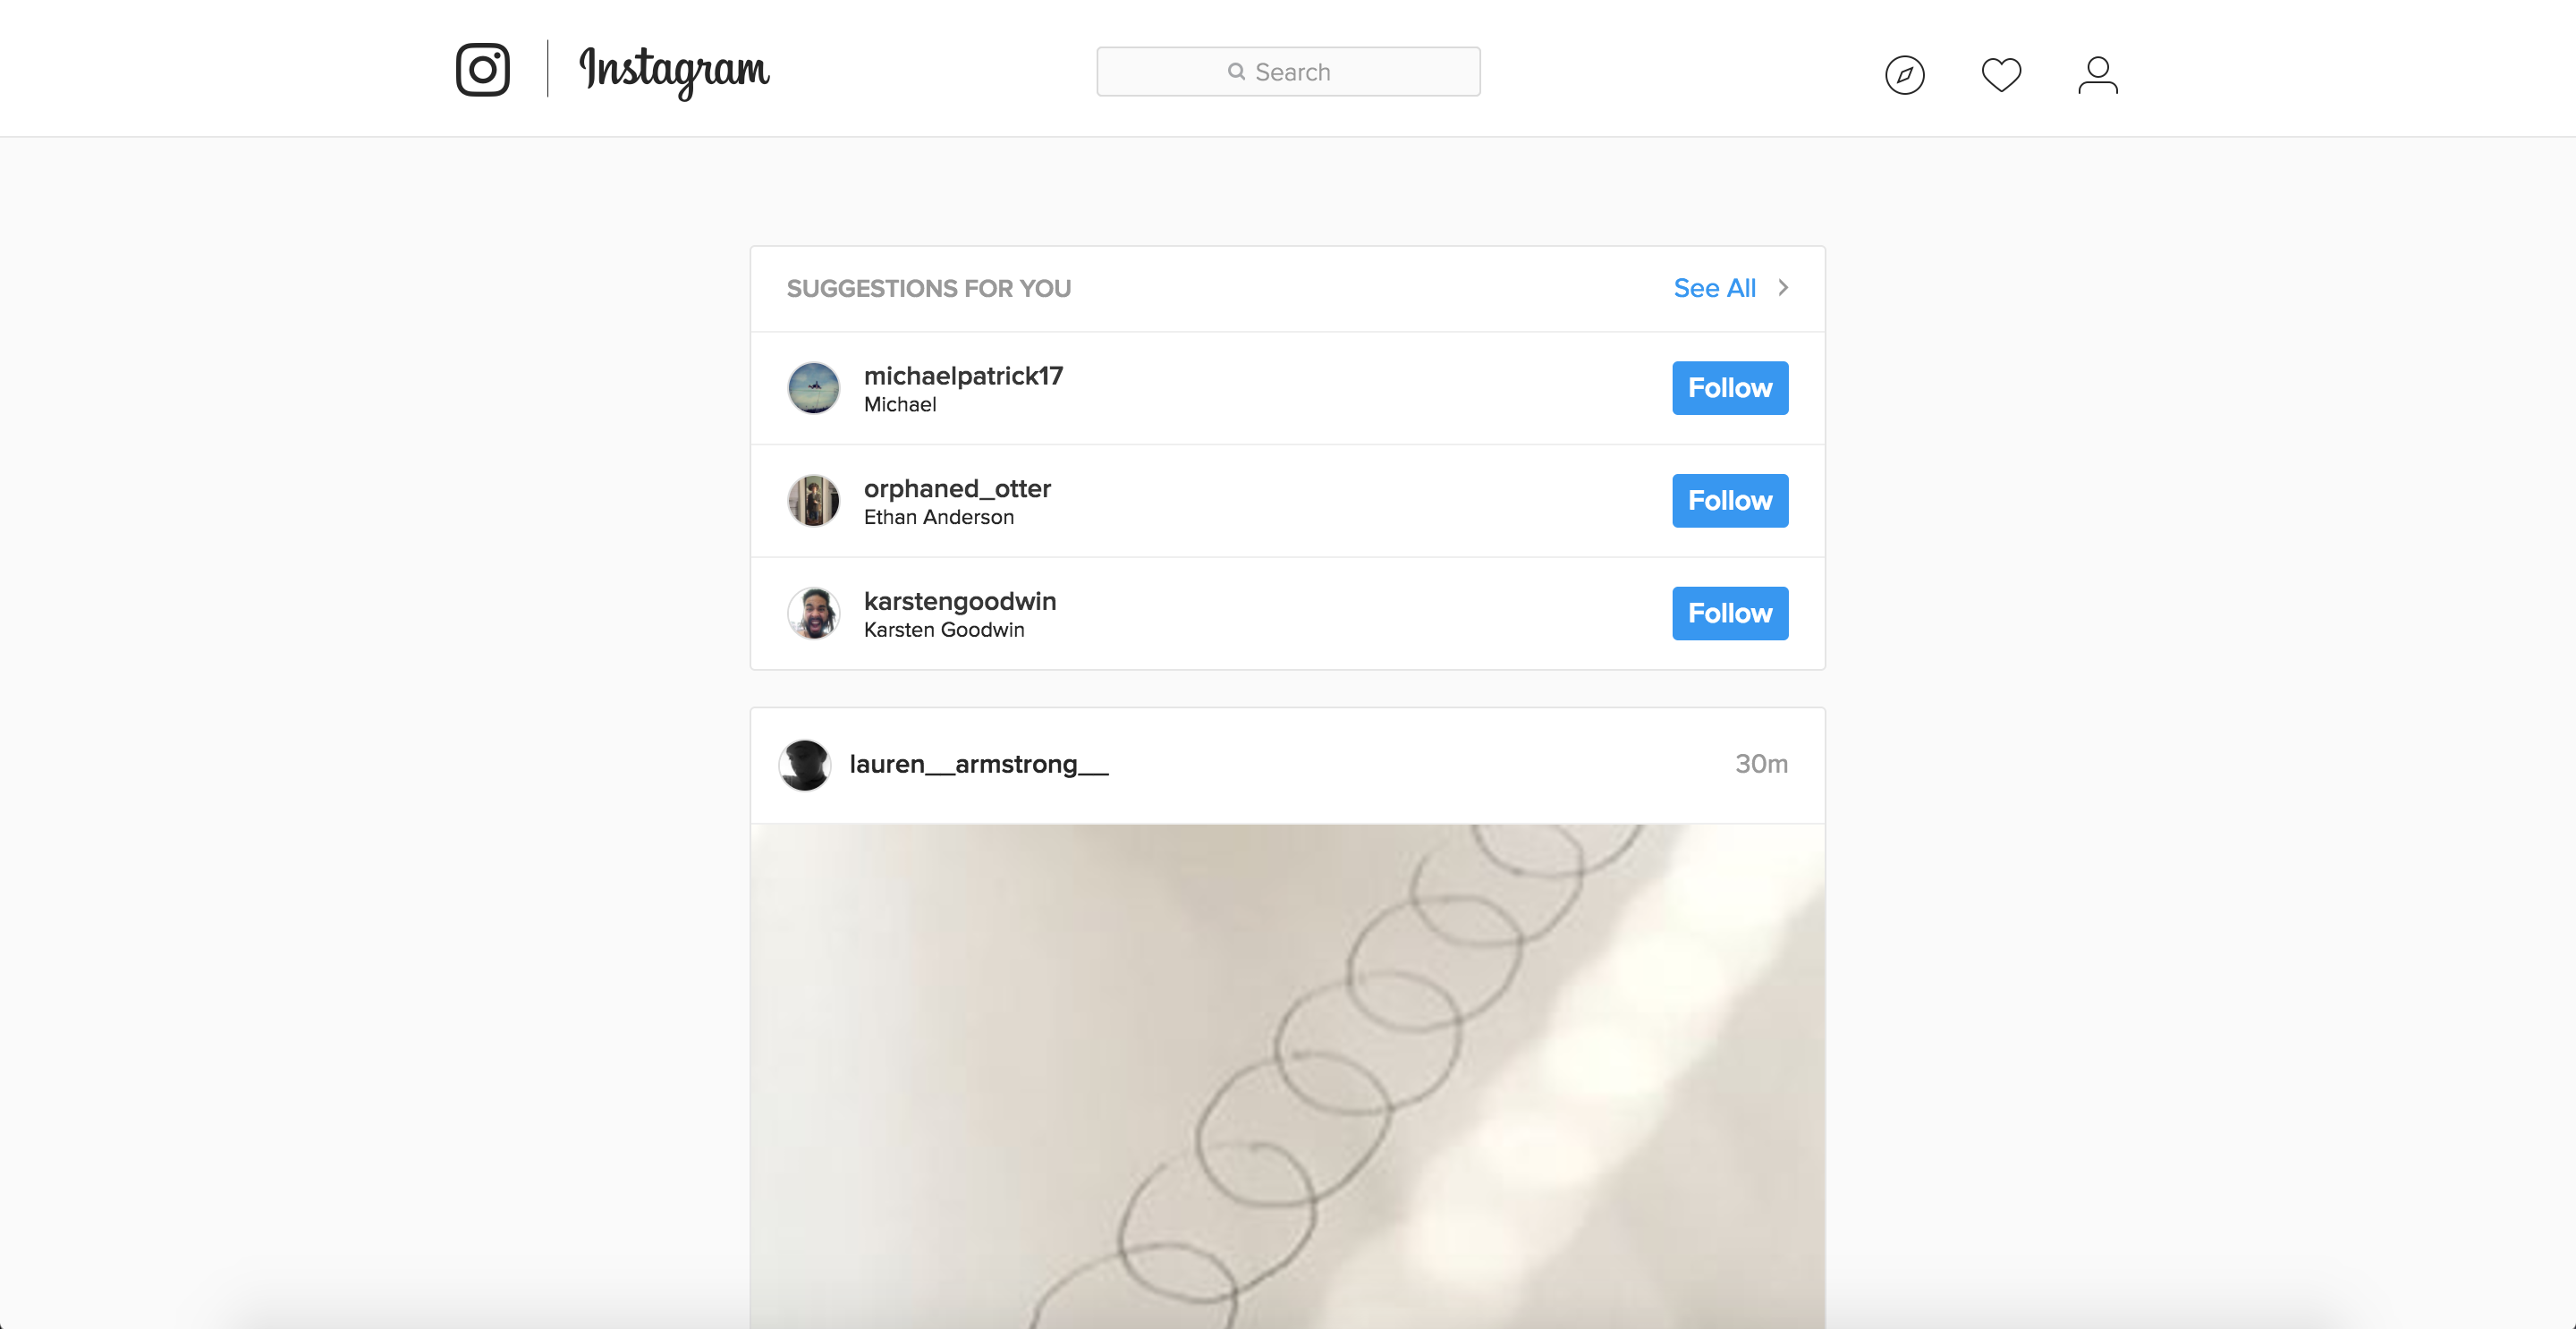 Instagram
Search
SUGGESTIONS FOR YOU
See All
michaelpatrick17
Michael
Follow
orphaned_otter
Ethan Anderson
Follow
karstengoodwin
Karsten Goodwin
Follow
lauren__armstrong__
30m